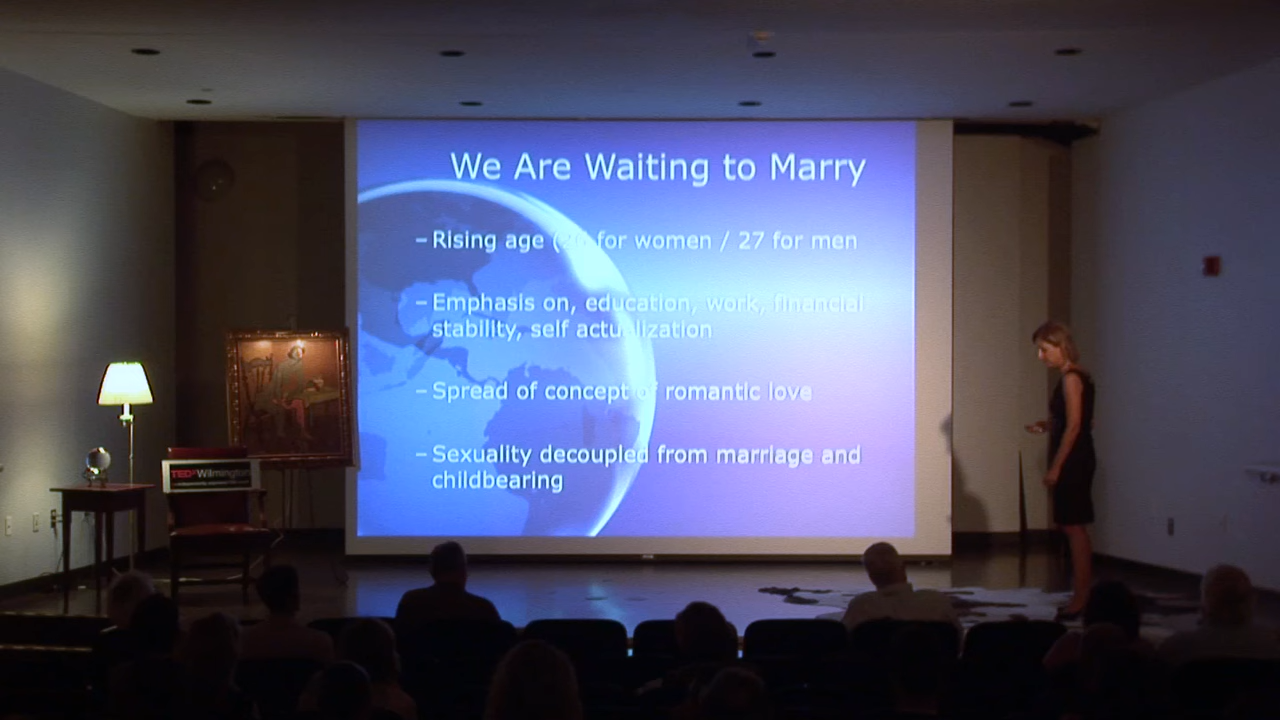 We Are Waiting to Marry
– Rising age ( for women / 27 for men
– Emphasis on, education, work, financial
stability, self actualization
– Spread of concept of romantic love
– Sexuality decoupled from marriage and
childbearing
TEDxWilmington